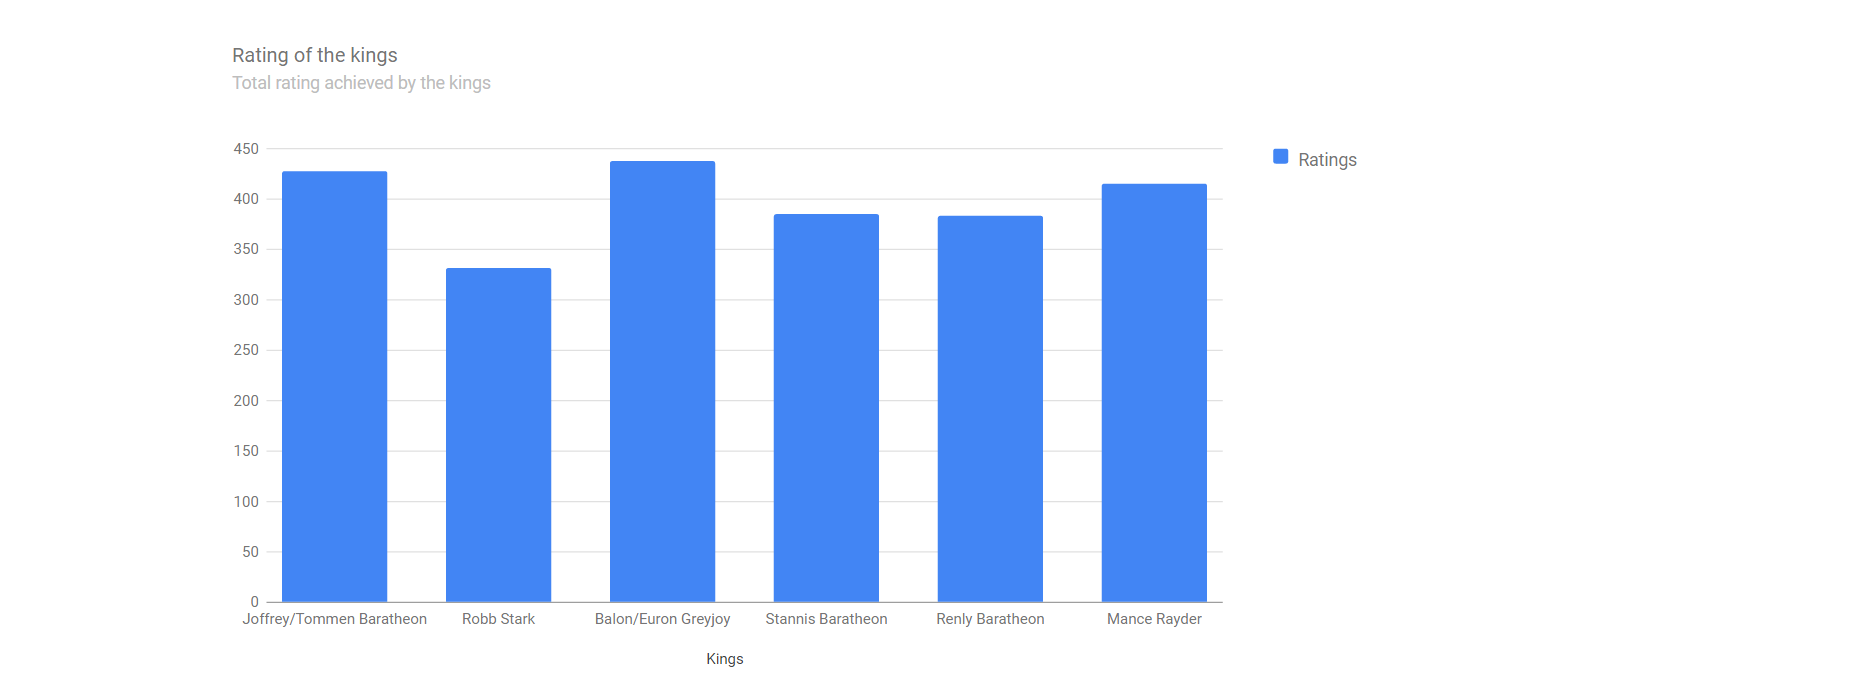 Rating of the kings
Total rating achieved by the kings
450
400
350
300
250
200
150
100
50
0
Ratings
Joffrey/Tommen Baratheon
Robb Stark
Balon/Euron Greyjoy
Stannis Baratheon
Renly Baratheon
Mance Rayder
Kings